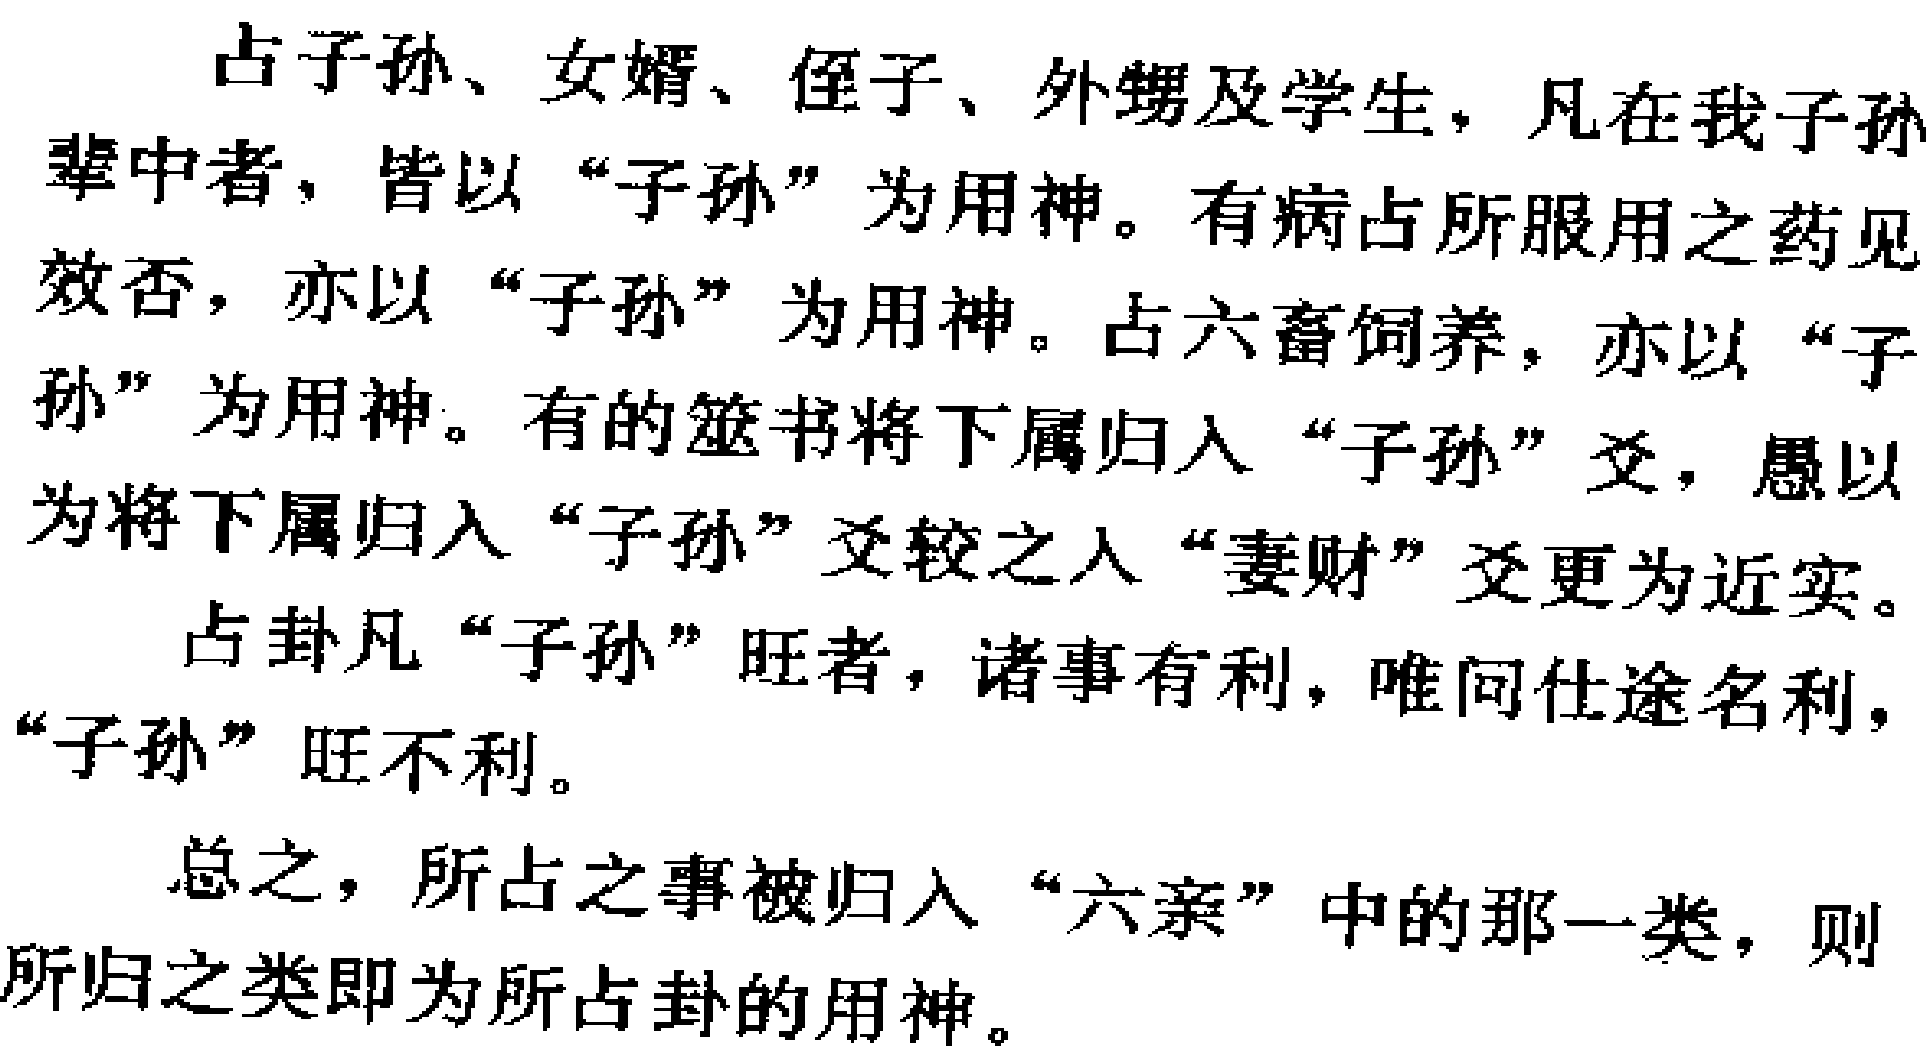 占子孙、女婿、侄子、外甥及学生，凡在我子孙
辈中者，皆以“子孙”为用神。有病占所服用之药见
效否，亦以“子孙”为用神。占六畜饲养，亦以“子
孙”为用神。有的筮书将下属归入“子孙”爻，愚以
为将下属归入“子孙”爻较之入“妻财”爻更为近实。
占卦凡“子孙”旺者，诸事有利，唯问仕途名利，
“子孙”旺不利。
总之，所占之事被归入“六亲”中的那一类，则
所归之类即为所占卦的用神。